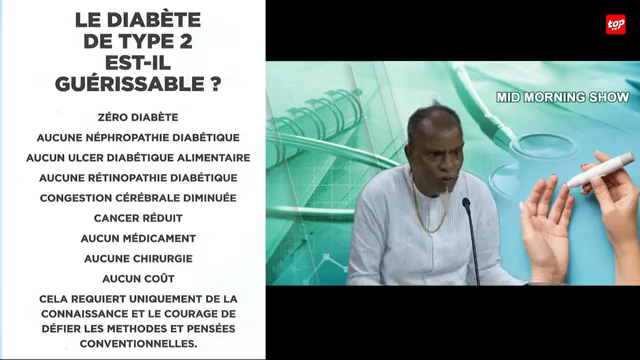 LE DIABÈTE
DE TYPE 2
EST-IL
GUÉRISSABLE ?
ZÉRO DIABÈTE
AUCUNE NÉPHROPATHIE DIABÉTIQUE
AUCUN ULCER DIABÉTIQUE ALIMENTAIRE
AUCUNE RÉTINOPATHIE DIABÉTIQUE
CONGESTION CÉRÉBRALE DIMINUÉE
CANCER RÉDUIT
AUCUN MÉDICAMENT
AUCUNE CHIRURGIE
AUCUN COÛT
CELA REQUIERT UNIQUEMENT DE LA
CONNAISSANCE ET LE COURAGE DE
DÉFIER LES METHODES ET PENSÉES
CONVENTIONNELLES.
MID MORNING SHOW
top